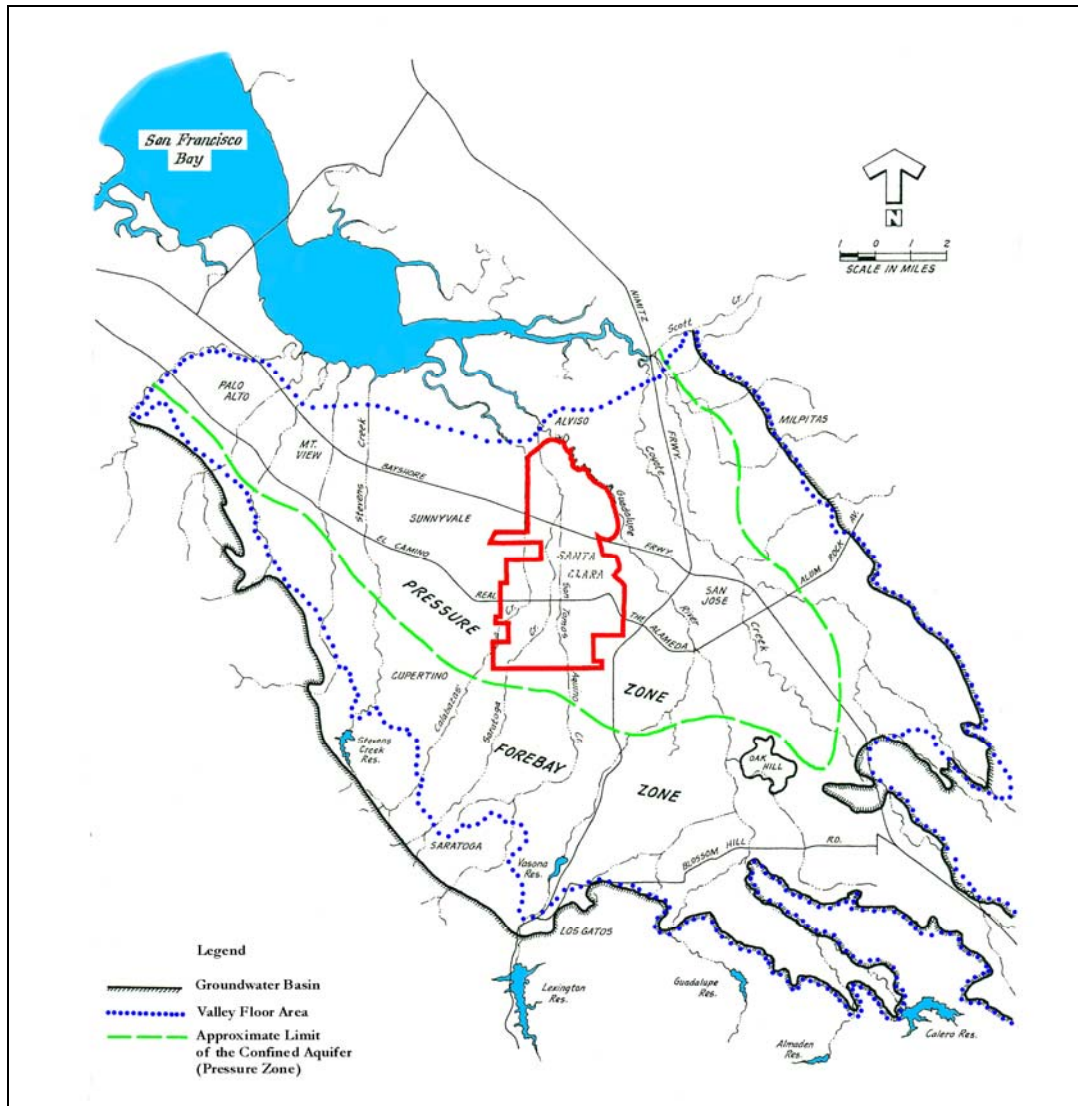 San Francisco
Bay
N
1 0 1 2
SCALE IN MILES
NIMITZ
Scott
Cr.
PALO
ALTO
MT.
VIEW
Creek
Stevens
ALVISO
MILPITAS
FRWY.
Coyote
BAYSHORE
Guadalupe
SUNNYVALE
EL CAMINO
FRWY
SANTA
CLARA
ALUM ROCK AV.
SAN
JOSE
PRESSURE
REAL
San Tomas
THE ALAMEDA
River
Creek
Cr.
Cr.
CUPERTINO
Calabazas
Saratoga
Aquino
Cr.
ZONE
Stevens
Creek
Res.
FOREBAY
ZONE
OAK
HILL
SARATOGA
Vasona
Res.
BLOSSOM HILL RD.
LOS GATOS
Lexington
Res.
Guadalupe
Res.
Almaden
Res.
Calero Res.
Legend
Groundwater Basin
Valley Floor Area
Approximate Limit
of the Confined Aquifer
(Pressure Zone)